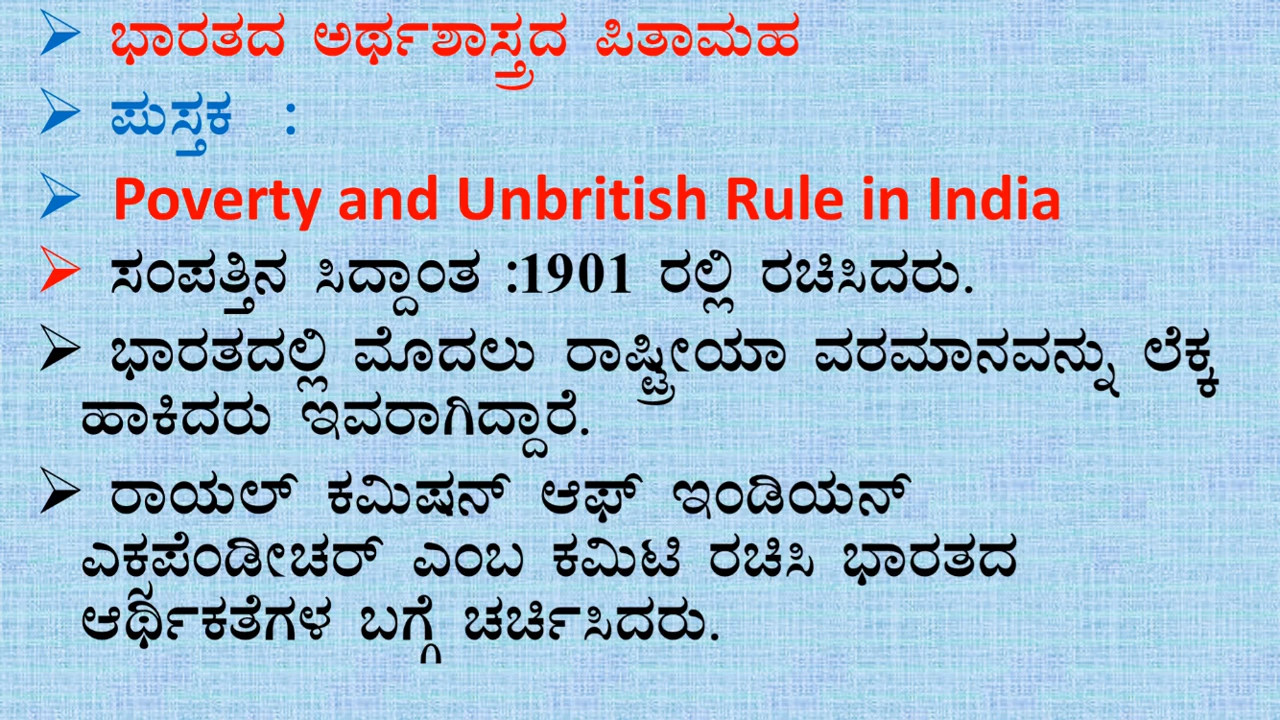 ಭಾರತದ ಅರ್ಥಶಾಸ್ತ್ರದ ಪಿತಾಮಹ
ಪುಸ್ತಕ :
Poverty and Unbritish Rule in India
ಸಂಪತ್ತಿನ ಸಿದ್ದಾಂತ :1901 ರಲ್ಲಿ ರಚಿಸಿದರು.
ಭಾರತದಲ್ಲಿ ಮೊದಲು ರಾಷ್ಟ್ರೀಯಾ ವರಮಾನವನ್ನು ಲೆಕ್ಕ
ಹಾಕಿದರು ಇವರಾಗಿದ್ದಾರೆ.
ರಾಯಲ್ ಕಮಿಷನ್ ಆಫ್ ಇಂಡಿಯನ್
ಎಕ್ಸಪೆಂಡೀಚರ್ ಎಂಬ ಕಮಿಟಿ ರಚಿಸಿ ಭಾರತದ
ಆರ್ಥಿಕತೆಗಳ ಬಗ್ಗೆ ಚರ್ಚಿಸಿದರು.